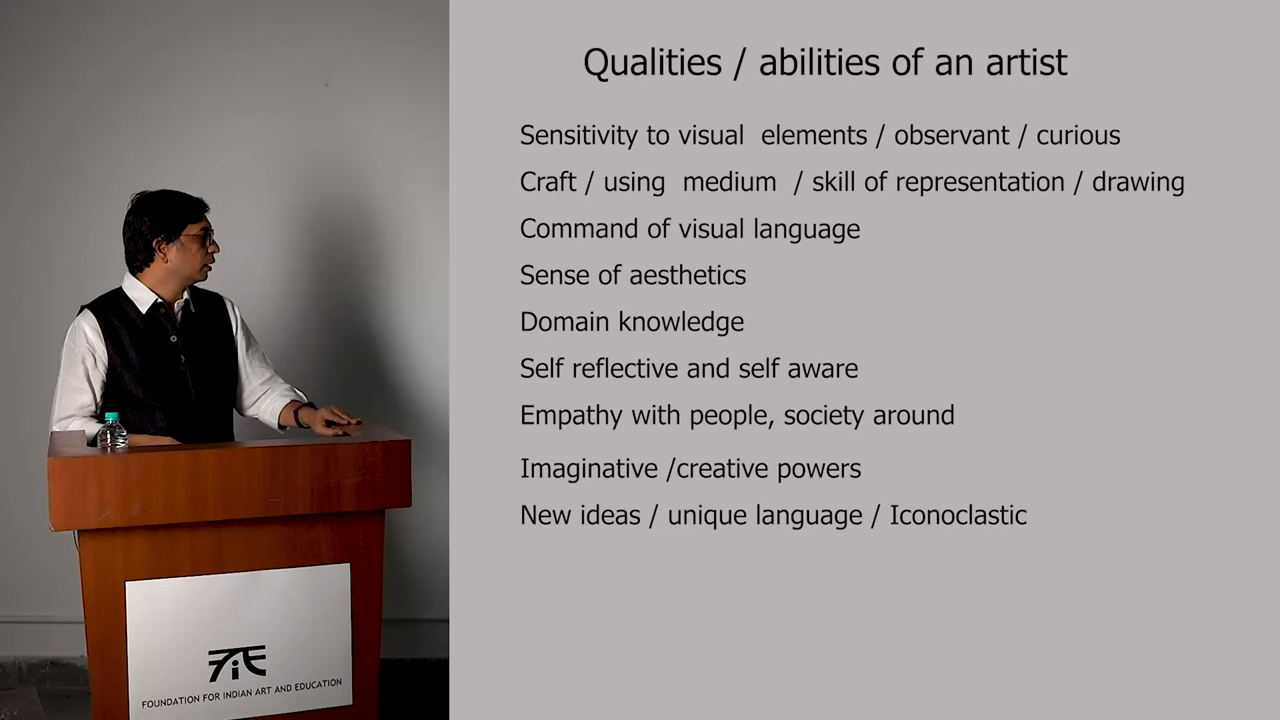 Qualities / abilities of an artist
Sensitivity to visual elements / observant / curious
Craft / using medium / skill of representation / drawing
Command of visual language
Sense of aesthetics
Domain knowledge
Self reflective and self aware
Empathy with people, society around
Imaginative /creative powers
New ideas / unique language / Iconoclastic
FiE
FOUNDATION FOR INDIAN ART AND EDUCATION